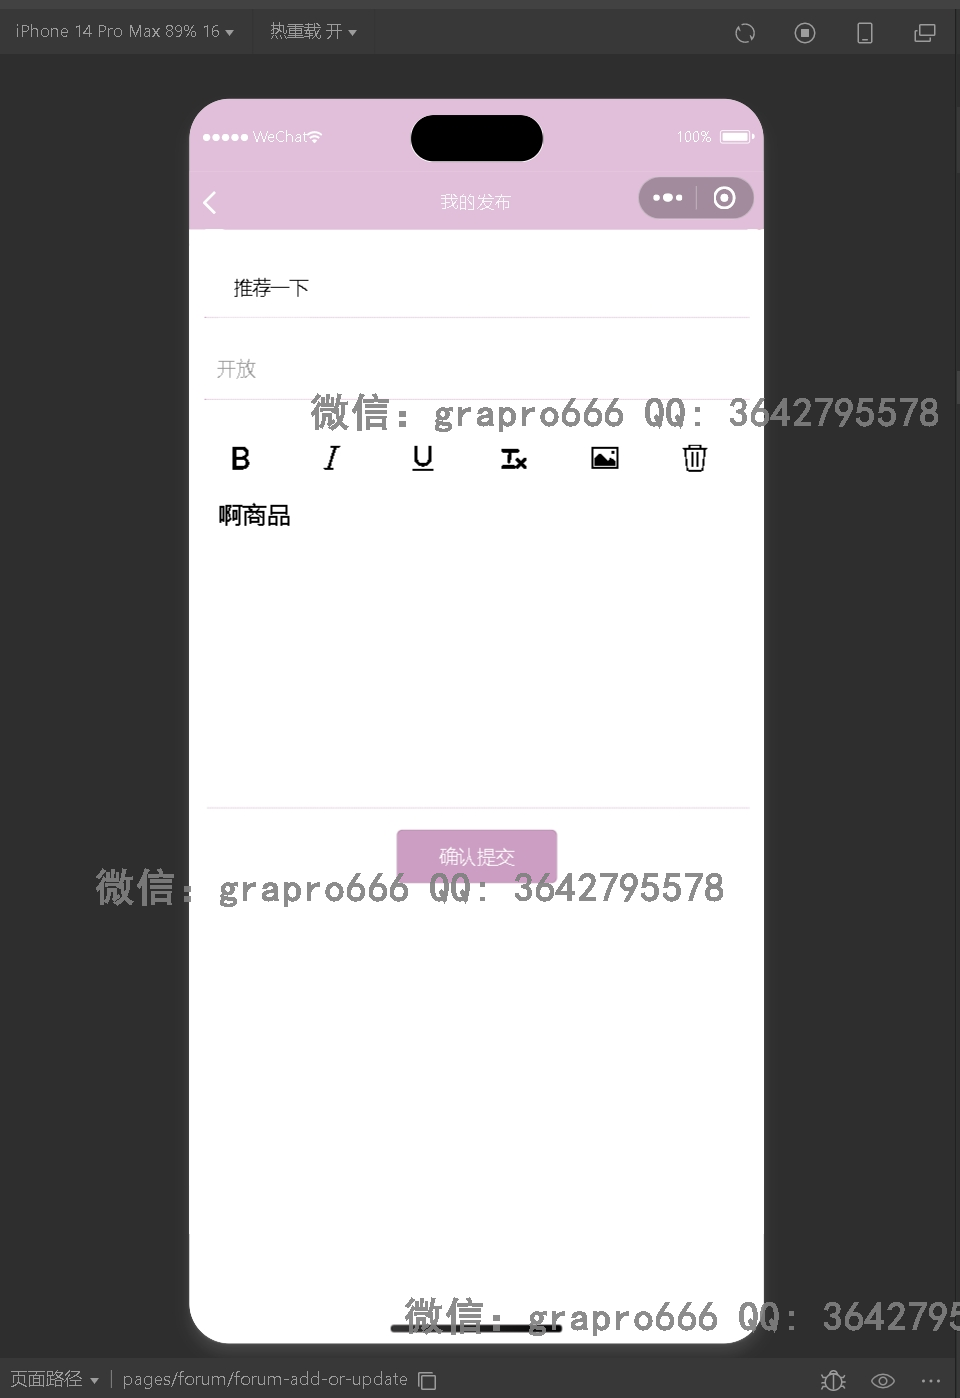 iPhone 14 Pro Max 89% 16 热重载 开
WeChat 100%
我的发布
推荐一下
开放
微信：grapro666 QQ: 3642795578
B I U Tx
啊商品
确认提交
微信：grapro666 QQ: 3642795578
微信：grapro666 QQ: 3642795
页面路径 pages/forum/forum-add-or-update